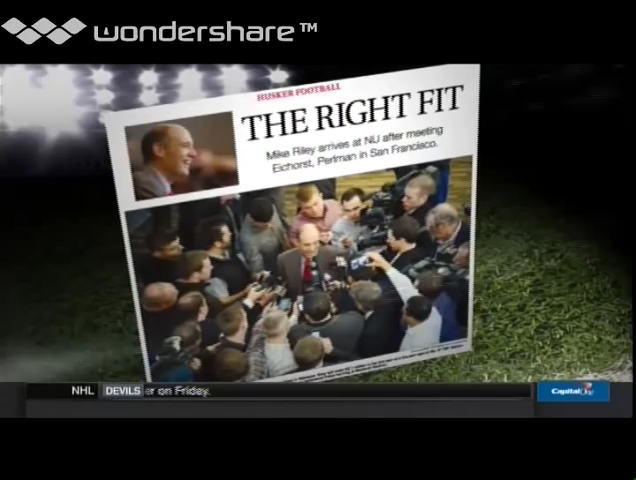 wondershare™
HUSKER FOOTBALL
THE RIGHT FIT
Mike Riley arrives at NU after meeting
Eichorst, Perlman in San Francisco.
NHL DEVILS er on Friday.
Capital One